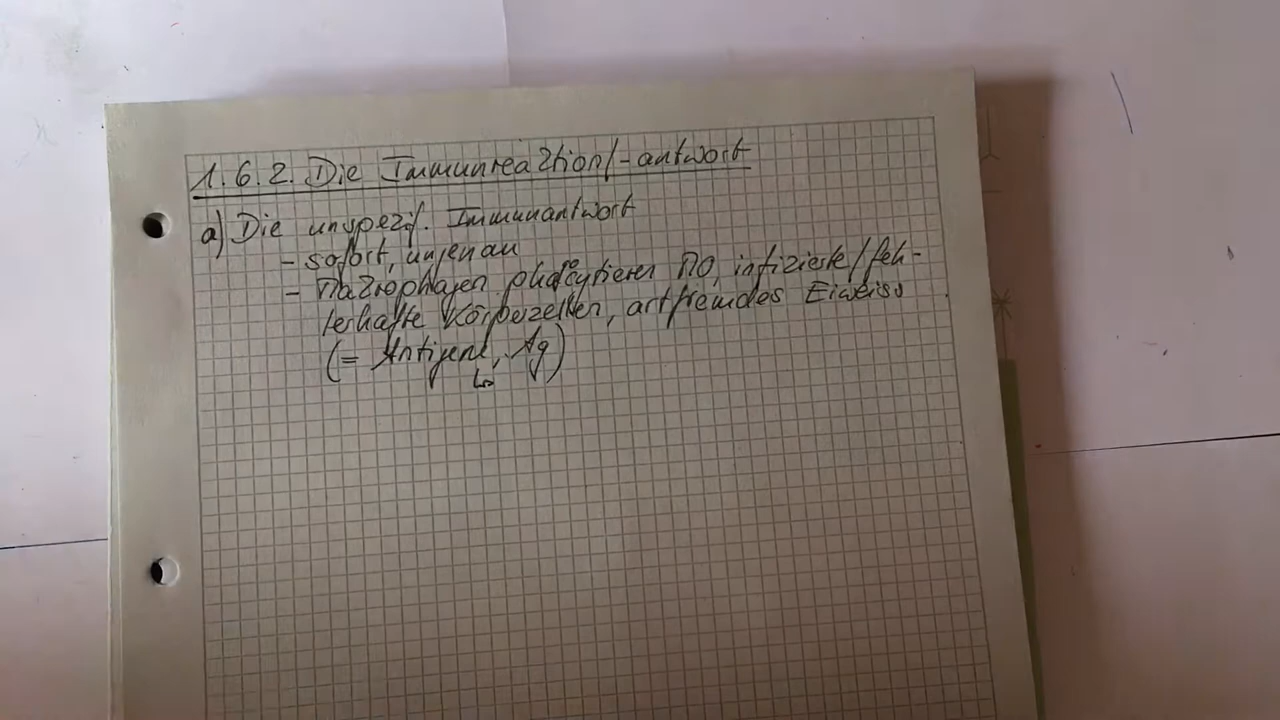 1.6.2. Die Immunreaktion/-antwort
a) Die unspezif. Immunantwort
- sofort, ungenau
- Makrophagen phagocytieren MO, infizierte/feh-
lerhafte Körperzellen, artfremdes Eiweiss
(= Antigene, Ag)